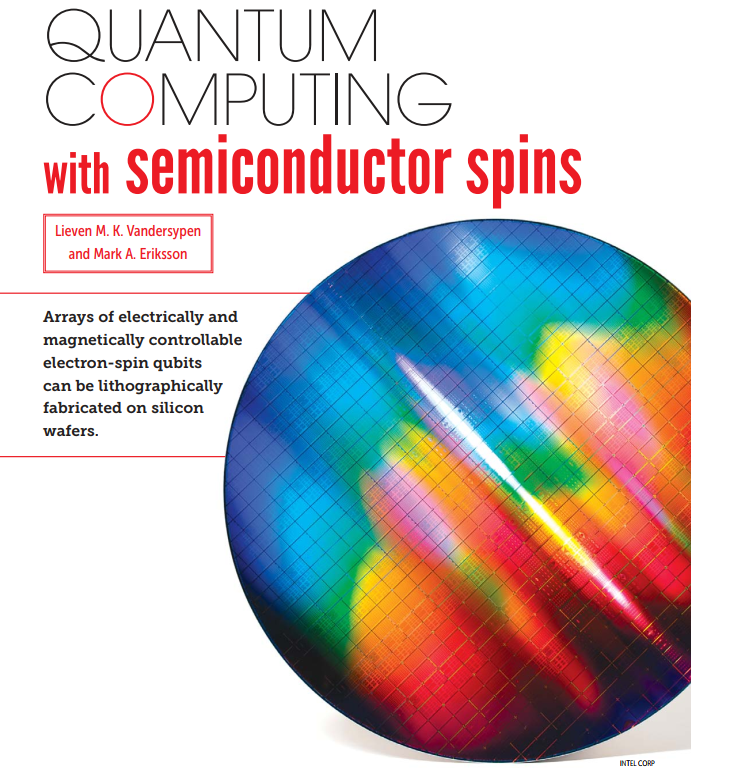 QUANTUM
COMPUTING
with semiconductor spins
Lieven M. K. Vandersypen
and Mark A. Eriksson
Arrays of electrically and
magnetically controllable
electron-spin qubits
can be lithographically
fabricated on silicon
wafers.
INTEL CORP